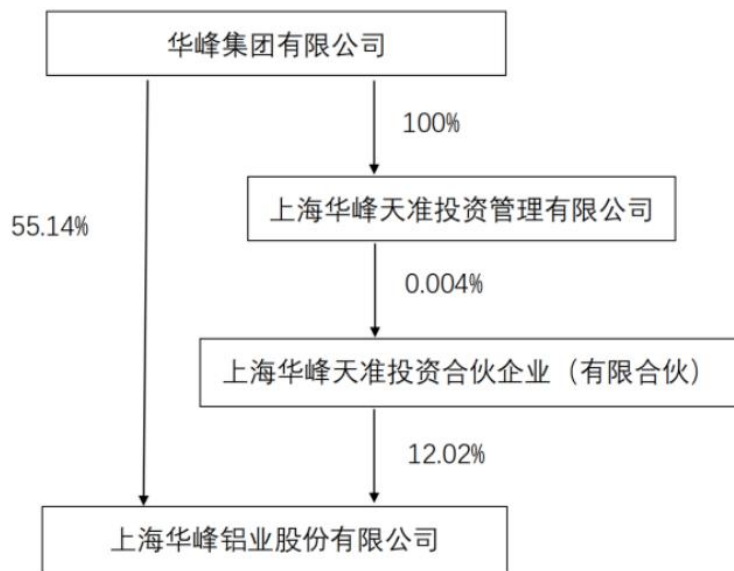 华峰集团有限公司
100%
上海华峰天准投资管理有限公司
55.14%
0.004%
上海华峰天准投资合伙企业（有限合伙）
12.02%
上海华峰铝业股份有限公司